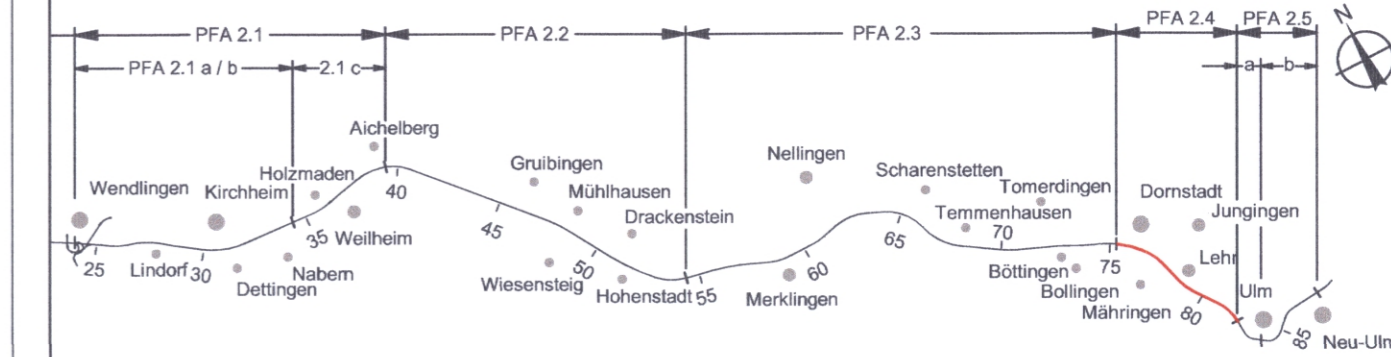 PFA 2.1
PFA 2.2
PFA 2.3
PFA 2.4
PFA 2.5
PFA 2.1 a / b
2.1 c
a
b
N
Aichelberg
Holzmaden
Wendlingen
Kirchheim
Weilheim
Lindorf
Dettingen
Nabern
25
30
35
40
Gruibingen
Mühlhausen
Drackenstein
Wiesensteig
Hohenstadt
45
50
55
Nellingen
Merklingen
60
65
Scharenstetten
Tomerdingen
Temmenhausen
70
Böttingen
Bollingen
Mähringen
75
Dornstadt
Jungingen
Lehr
80
Ulm
85
Neu-Ulm